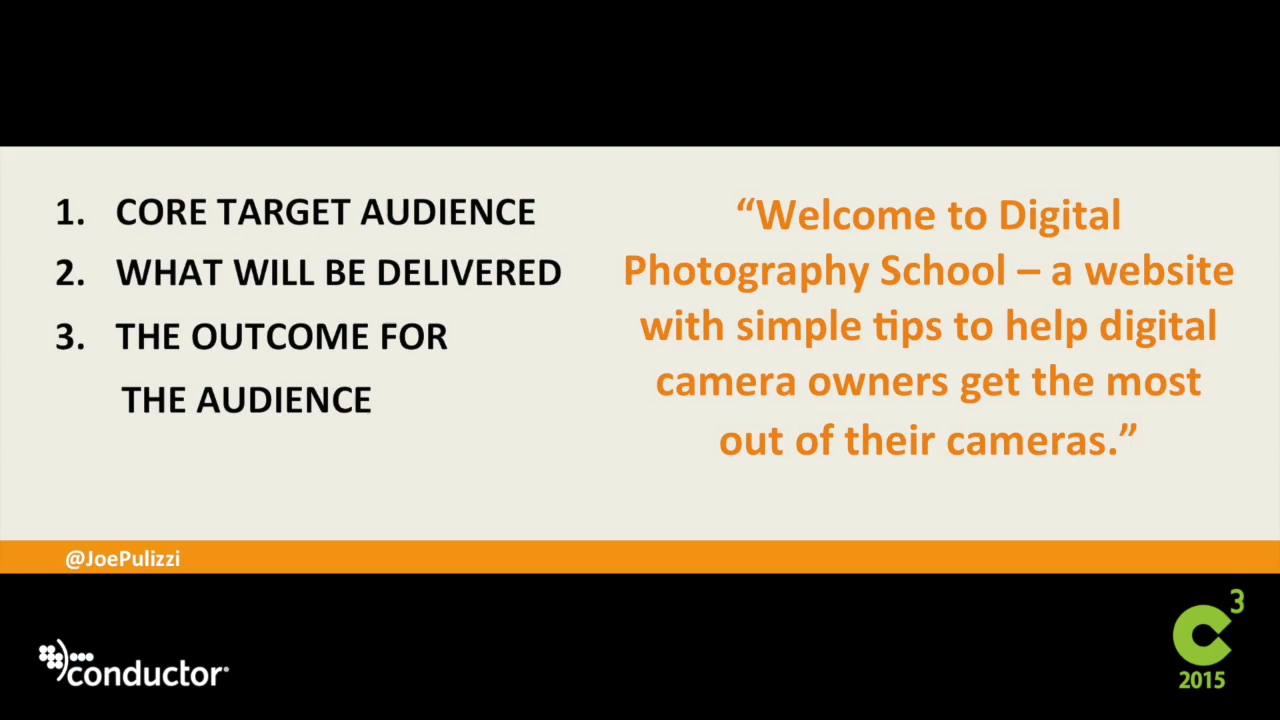 1. CORE TARGET AUDIENCE
2. WHAT WILL BE DELIVERED
3. THE OUTCOME FOR
THE AUDIENCE
“Welcome to Digital
Photography School – a website
with simple tips to help digital
camera owners get the most
out of their cameras.”
@JoePulizzi
conductor®
C3
2015